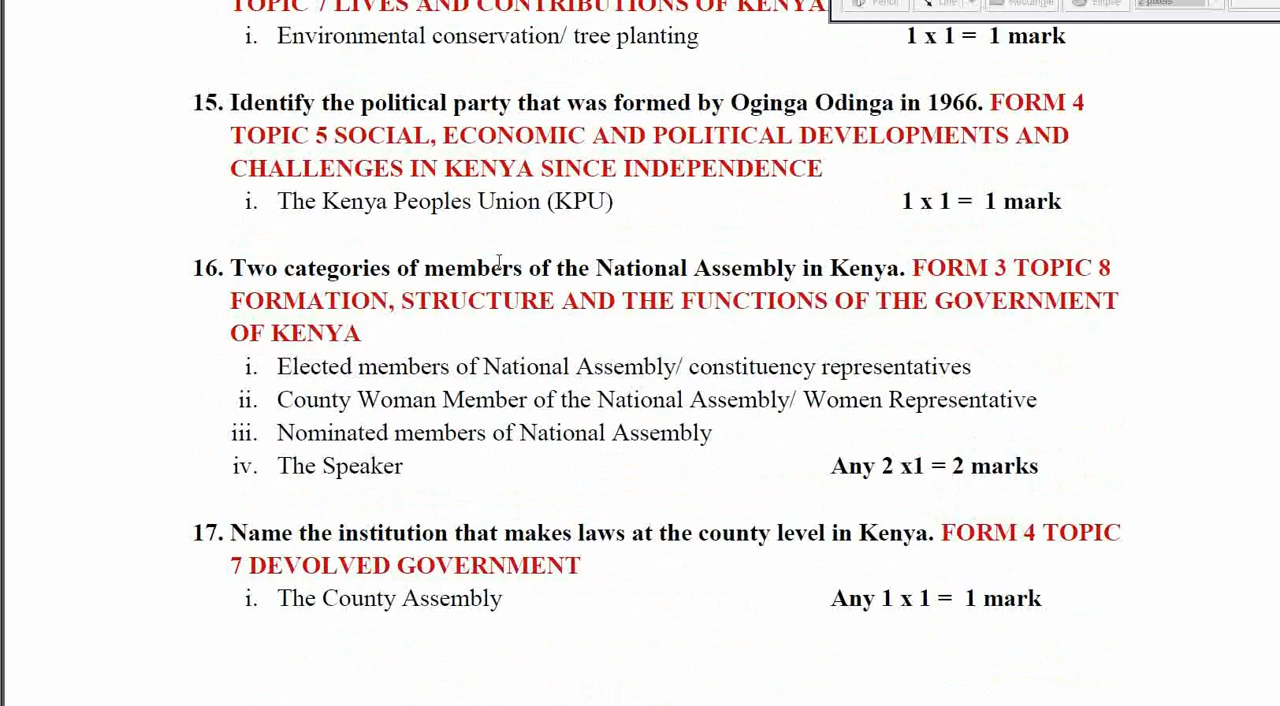 TOPIC 7 LIVES AND CONTRIBUTIONS OF KENYA
i. Environmental conservation/ tree planting 1 x 1 = 1 mark
15. Identify the political party that was formed by Oginga Odinga in 1966. FORM 4
TOPIC 5 SOCIAL, ECONOMIC AND POLITICAL DEVELOPMENTS AND
CHALLENGES IN KENYA SINCE INDEPENDENCE
i. The Kenya Peoples Union (KPU) 1 x 1 = 1 mark
16. Two categories of members of the National Assembly in Kenya. FORM 3 TOPIC 8
FORMATION, STRUCTURE AND THE FUNCTIONS OF THE GOVERNMENT
OF KENYA
i. Elected members of National Assembly/ constituency representatives
ii. County Woman Member of the National Assembly/ Women Representative
iii. Nominated members of National Assembly
iv. The Speaker Any 2 x1 = 2 marks
17. Name the institution that makes laws at the county level in Kenya. FORM 4 TOPIC
7 DEVOLVED GOVERNMENT
i. The County Assembly Any 1 x 1 = 1 mark